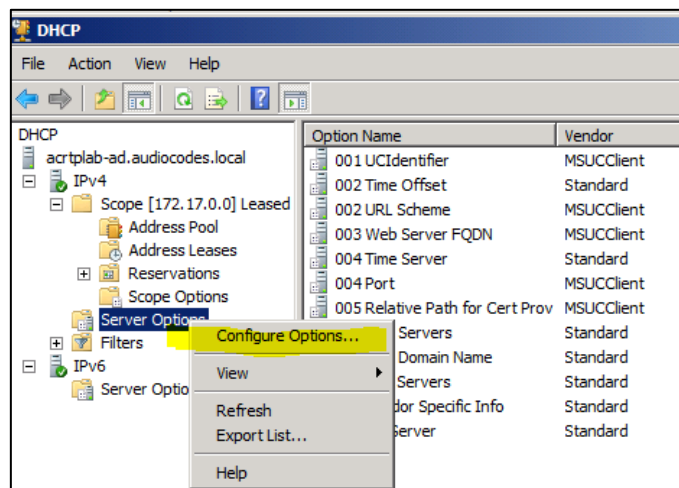 DHCP
File Action View Help
DHCP
acrtplab-ad.audiocodes.local
IPv4
Scope [172.17.0.0] Leased
Address Pool
Address Leases
Reservations
Scope Options
Server Options
Filters
IPv6
Server Optio
Option Name Vendor
001 UCIdentifier MSUCClient
002 Time Offset Standard
002 URL Scheme MSUCClient
003 Web Server FQDN MSUCClient
004 Time Server Standard
004 Port MSUCClient
005 Relative Path for Cert Prov MSUCClient
Servers Standard
Domain Name Standard
Servers Standard
dor Specific Info Standard
Server Standard
Configure Options...
View
Refresh
Export List...
Help